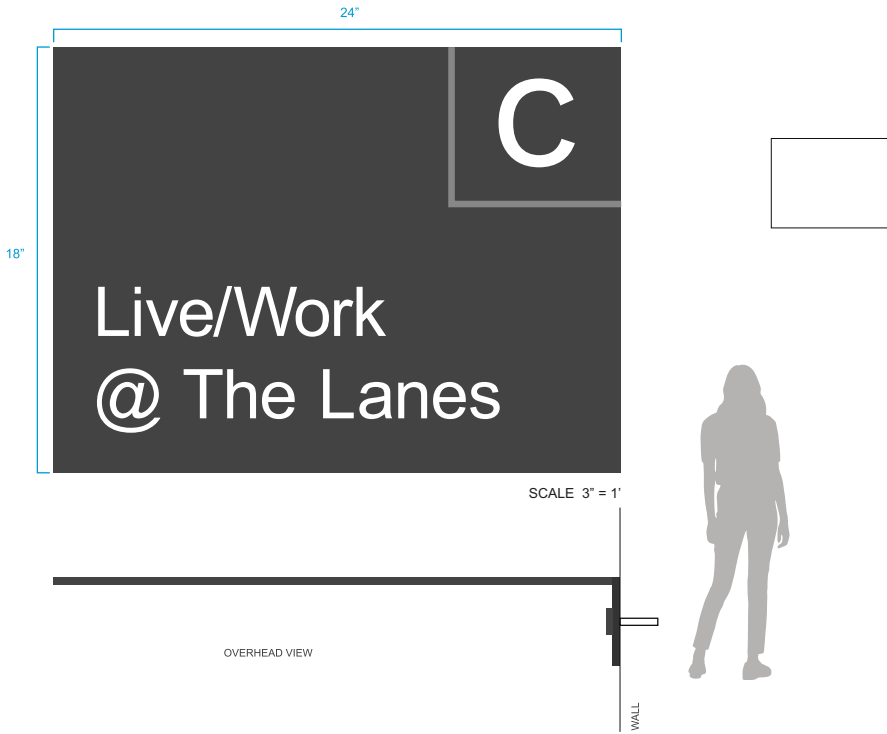 24”
C
18”
Live/Work
@ The Lanes
SCALE 3” = 1’
OVERHEAD VIEW
WALL